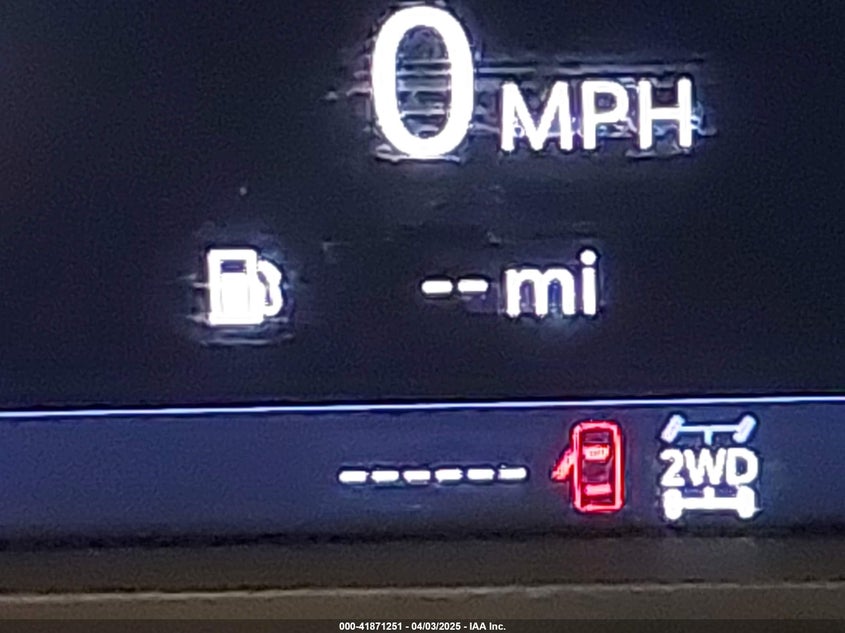 0 MPH
-- mi
------
2WD
000-41871251 - 04/03/2025 - IAA Inc.